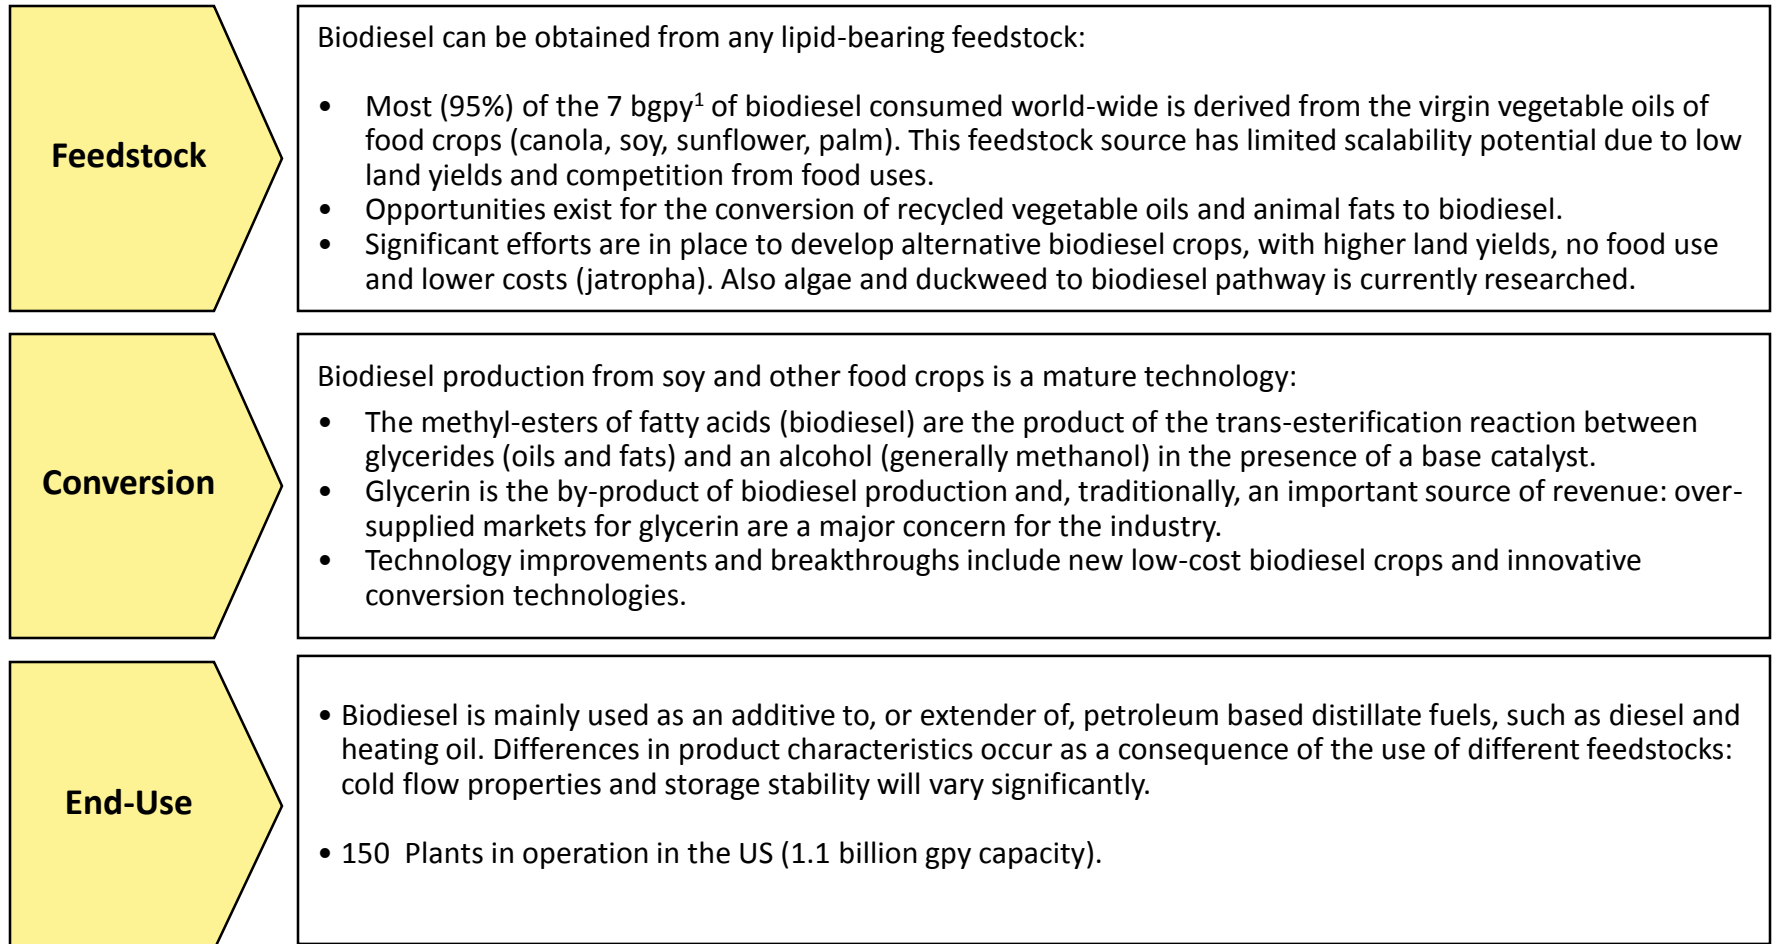 Feedstock
Biodiesel can be obtained from any lipid-bearing feedstock:
• Most (95%) of the 7 bgpy¹ of biodiesel consumed world-wide is derived from the virgin vegetable oils of
food crops (canola, soy, sunflower, palm). This feedstock source has limited scalability potential due to low
land yields and competition from food uses.
• Opportunities exist for the conversion of recycled vegetable oils and animal fats to biodiesel.
• Significant efforts are in place to develop alternative biodiesel crops, with higher land yields, no food use
and lower costs (jatropha). Also algae and duckweed to biodiesel pathway is currently researched.
Conversion
Biodiesel production from soy and other food crops is a mature technology:
• The methyl-esters of fatty acids (biodiesel) are the product of the trans-esterification reaction between
glycerides (oils and fats) and an alcohol (generally methanol) in the presence of a base catalyst.
• Glycerin is the by-product of biodiesel production and, traditionally, an important source of revenue: over-
supplied markets for glycerin are a major concern for the industry.
• Technology improvements and breakthroughs include new low-cost biodiesel crops and innovative
conversion technologies.
End-Use
• Biodiesel is mainly used as an additive to, or extender of, petroleum based distillate fuels, such as diesel and
heating oil. Differences in product characteristics occur as a consequence of the use of different feedstocks:
cold flow properties and storage stability will vary significantly.
• 150 Plants in operation in the US (1.1 billion gpy capacity).